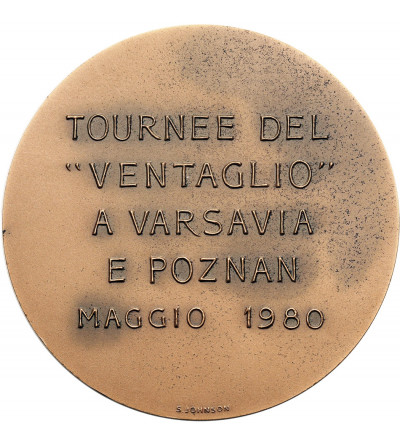 TOURNEE DEL
"VENTAGLIO"
A VARSAVIA
E POZNAN
MAGGIO 1980
S.JOHNSON